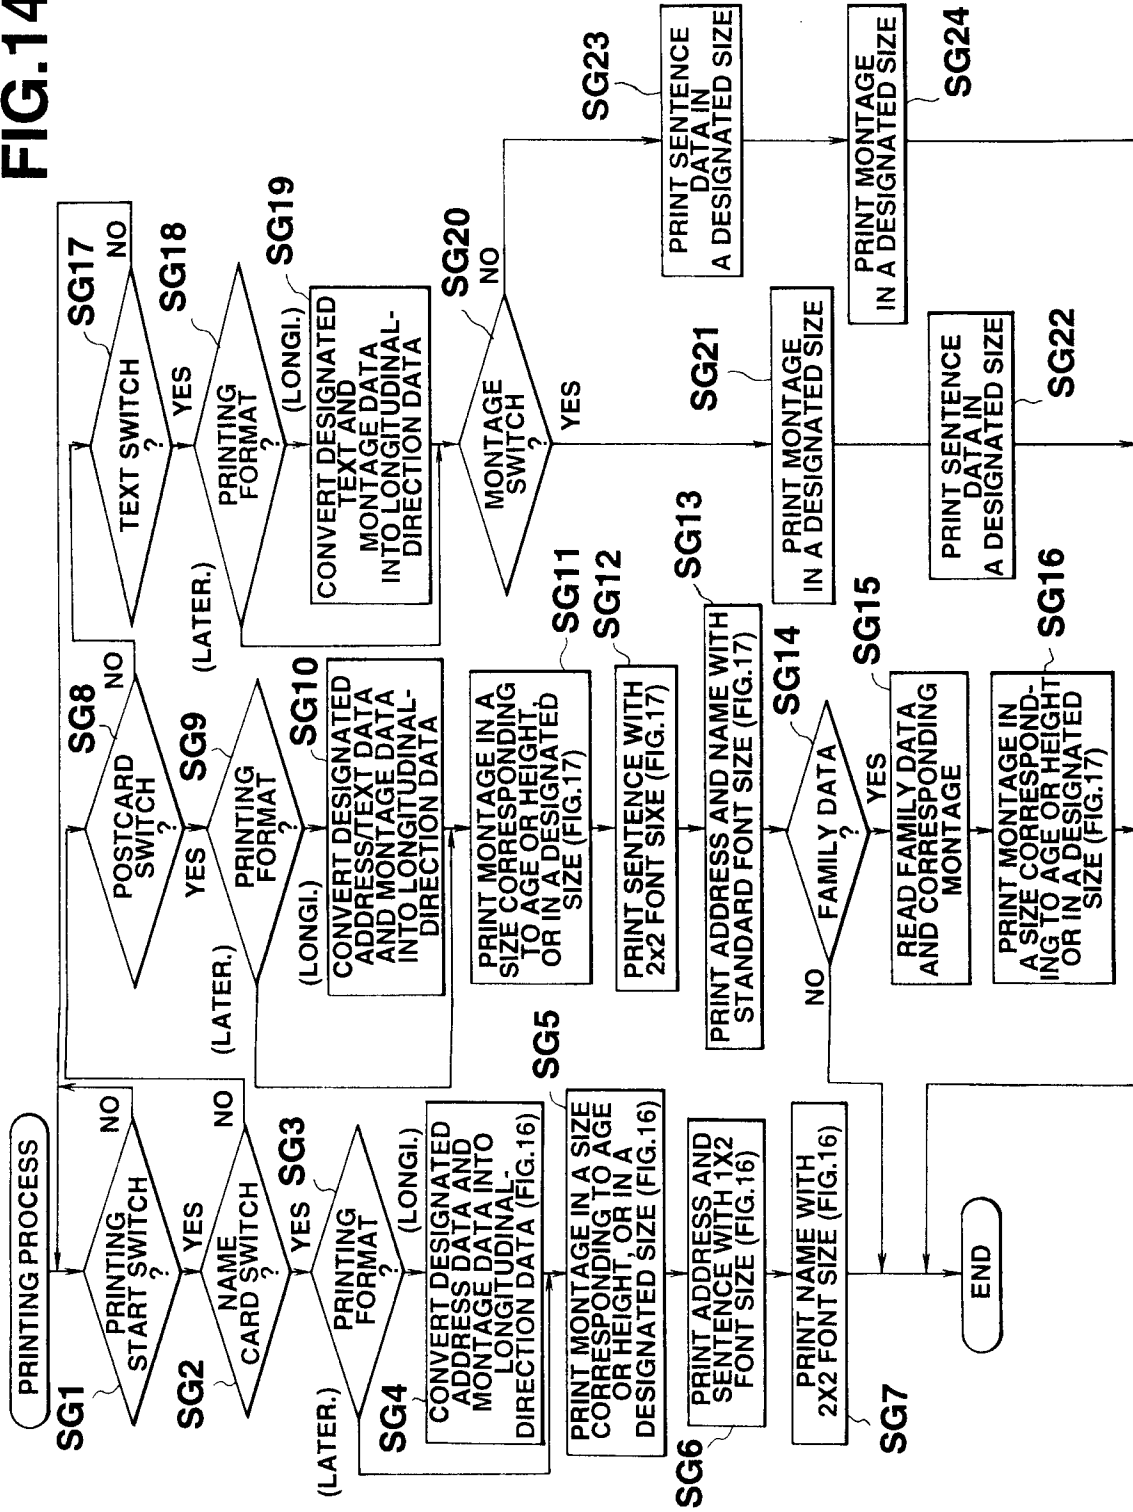 FIG.14
PRINTING PROCESS
SG1
PRINTING
START SWITCH
?
NO
YES
SG2
NAME
CARD SWITCH
?
NO
YES
SG3
PRINTING
FORMAT
?
(LATER.)
(LONGI.)
SG4
CONVERT DESIGNATED
ADDRESS DATA AND
MONTAGE DATA INTO
LONGITUDINAL-
DIRECTION DATA (FIG.16)
SG5
PRINT MONTAGE IN A SIZE
CORRESPONDING TO AGE
OR HEIGHT, OR IN A
DESIGNATED SIZE (FIG.16)
SG6
PRINT ADDRESS AND
SENTENCE WITH 1X2
FONT SIZE (FIG.16)
PRINT NAME WITH
2X2 FONT SIZE (FIG.16)
SG7
END
SG8
POSTCARD
SWITCH
?
NO
YES
SG9
PRINTING
FORMAT
?
(LATER.)
(LONGI.)
SG10
CONVERT DESIGNATED
ADDRESS/TEXT DATA
AND MONTAGE DATA
INTO LONGITUDINAL-
DIRECTION DATA
PRINT MONTAGE IN A
SIZE CORRESPONDING
TO AGE OR HEIGHT,
OR IN A DESIGNATED
SIZE (FIG.17)
SG11
SG12
PRINT SENTENCE WITH
2x2 FONT SIXE (FIG.17)
SG13
PRINT ADDRESS AND NAME WITH
STANDARD FONT SIZE (FIG.17)
SG14
FAMILY DATA
?
NO
YES
SG15
READ FAMILY DATA
AND CORRESPONDING
MONTAGE
SG16
PRINT MONTAGE IN
A SIZE CORRESPOND-
ING TO AGE OR HEIGHT
OR IN A DESIGNATED
SIZE (FIG.17)
SG17
TEXT SWITCH
?
NO
YES
SG18
PRINTING
FORMAT
?
(LATER.)
(LONGI.)
SG19
CONVERT DESIGNATED
TEXT AND
MONTAGE DATA
INTO LONGITUDINAL-
DIRECTION DATA
SG20
MONTAGE
SWITCH
?
NO
YES
SG21
PRINT MONTAGE
IN A DESIGNATED SIZE
PRINT SENTENCE
DATA IN
A DESIGNATED SIZE
SG22
SG23
PRINT SENTENCE
DATA IN
A DESIGNATED SIZE
PRINT MONTAGE
IN A DESIGNATED SIZE
SG24